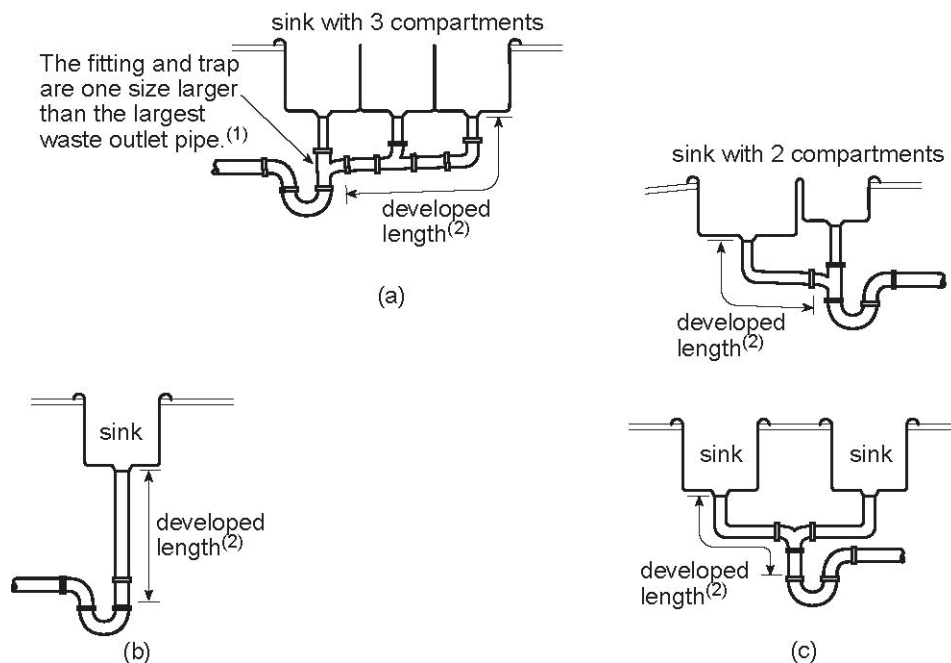 sink with 3 compartments
The fitting and trap
are one size larger
than the largest
waste outlet pipe.(1)
developed
length(2)
(a)
sink with 2 compartments
developed
length(2)
sink
developed
length(2)
(b)
sink
sink
developed
length(2)
(c)